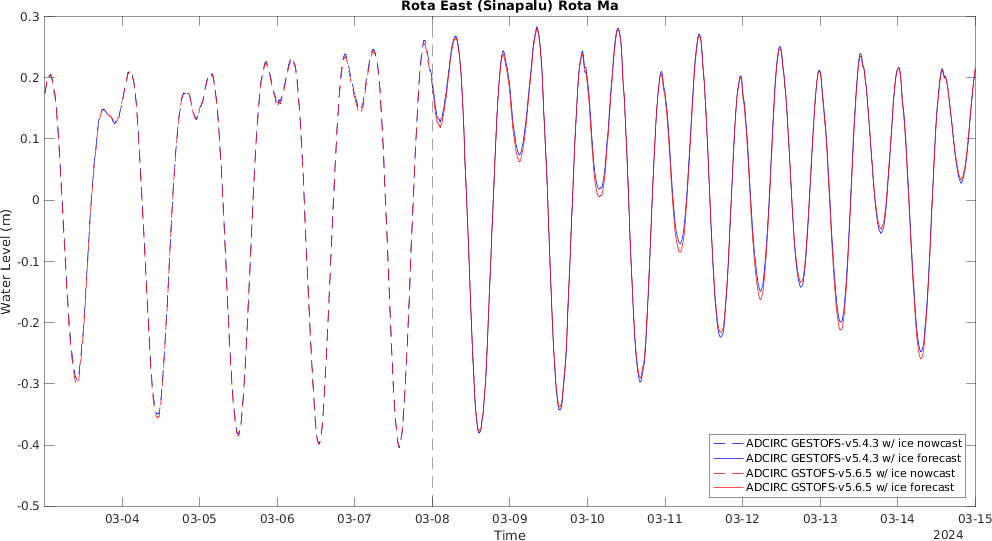 Rota East (Sinapalu) Rota Ma
0.3
0.2
0.1
0
-0.1
-0.2
-0.3
-0.4
-0.5
Water Level (m)
ADCIRC GESTOFS-v5.4.3 w/ ice nowcast
ADCIRC GESTOFS-v5.4.3 w/ ice forecast
ADCIRC GSTOFS-v5.6.5 w/ ice nowcast
ADCIRC GSTOFS-v5.6.5 w/ ice forecast
03-04 03-05 03-06 03-07 03-08 03-09 03-10 03-11 03-12 03-13 03-14 03-15
Time
2024